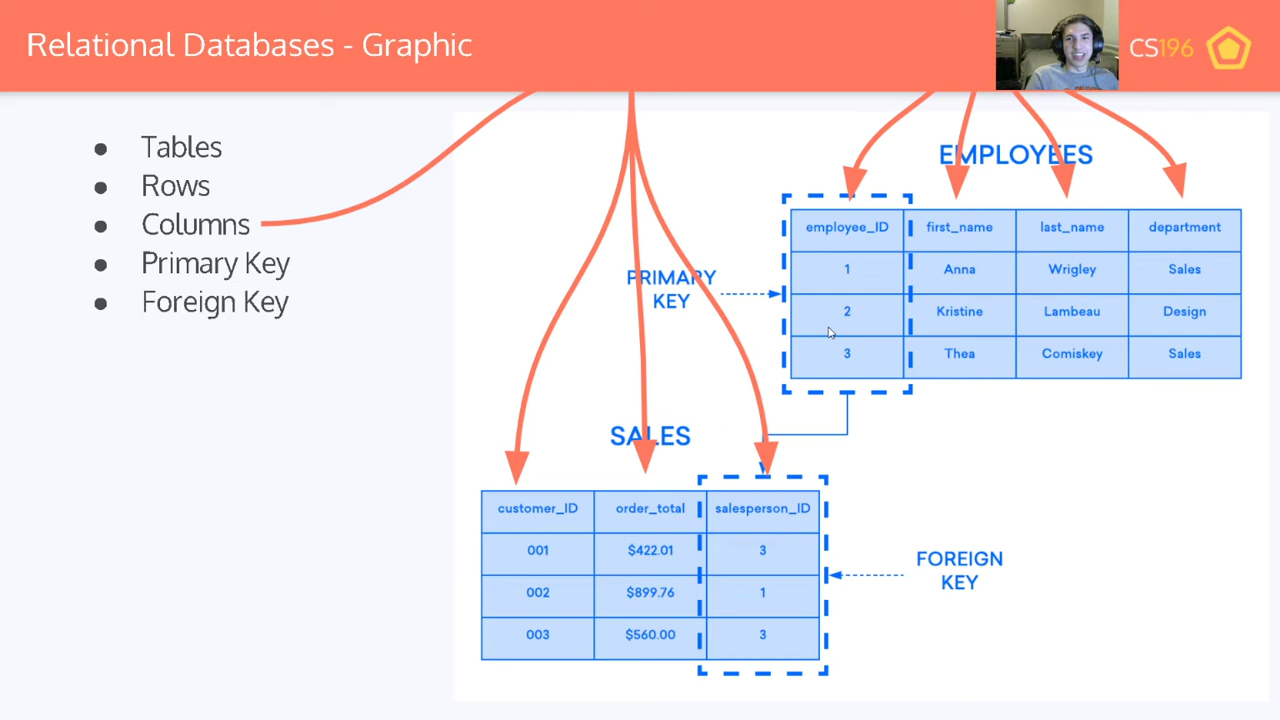 Relational Databases - Graphic
CS196
Tables
Rows
Columns
Primary Key
Foreign Key
EMPLOYEES
employee_ID first_name last_name department
1 Anna Wrigley Sales
2 Kristine Lambeau Design
3 Thea Comiskey Sales
PRIMARY
KEY
SALES
customer_ID order_total salesperson_ID
001 $422.01 3
002 $899.76 1
003 $560.00 3
FOREIGN
KEY